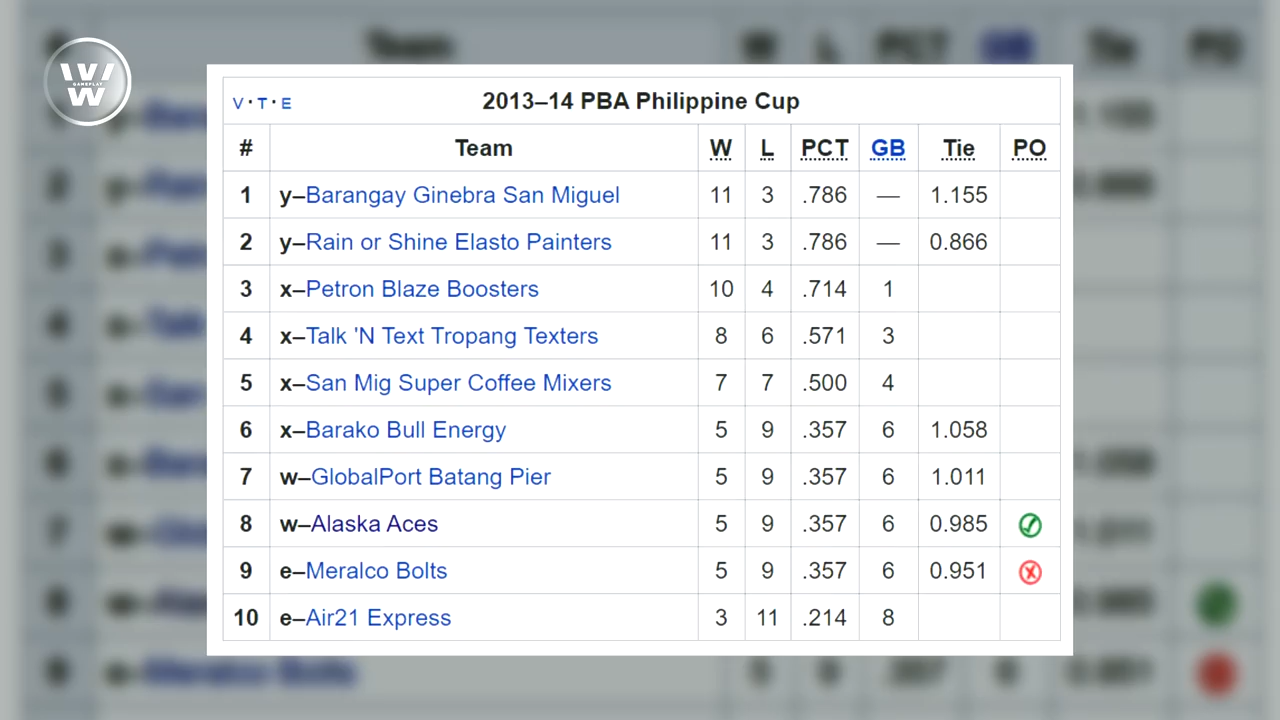 W
GAMEPLAY
V · T · E
2013–14 PBA Philippine Cup
# Team W L PCT GB Tie PO
1 y–Barangay Ginebra San Miguel 11 3 .786 — 1.155
2 y–Rain or Shine Elasto Painters 11 3 .786 — 0.866
3 x–Petron Blaze Boosters 10 4 .714 1
4 x–Talk 'N Text Tropang Texters 8 6 .571 3
5 x–San Mig Super Coffee Mixers 7 7 .500 4
6 x–Barako Bull Energy 5 9 .357 6 1.058
7 w–GlobalPort Batang Pier 5 9 .357 6 1.011
8 w–Alaska Aces 5 9 .357 6 0.985
9 e–Meralco Bolts 5 9 .357 6 0.951
10 e–Air21 Express 3 11 .214 8